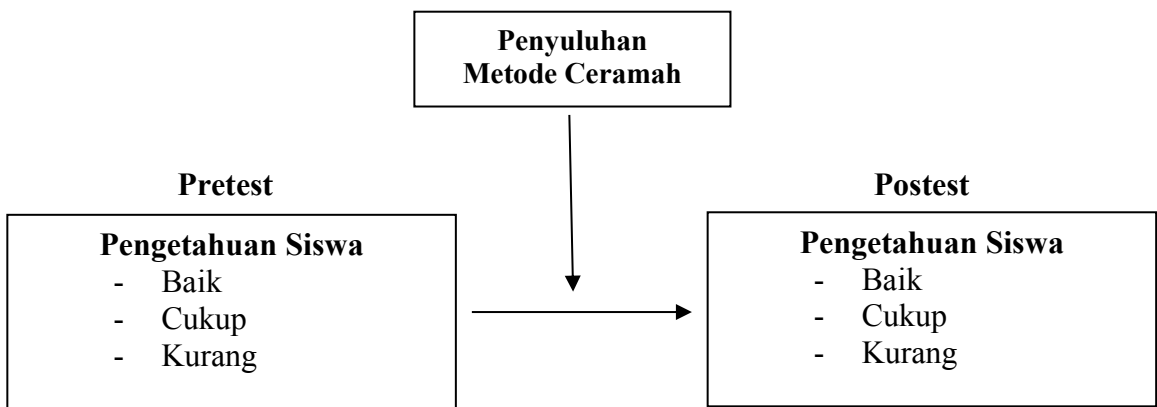 Penyuluhan
Metode Ceramah
Pretest
Postest
Pengetahuan Siswa
- Baik
- Cukup
- Kurang
Pengetahuan Siswa
- Baik
- Cukup
- Kurang